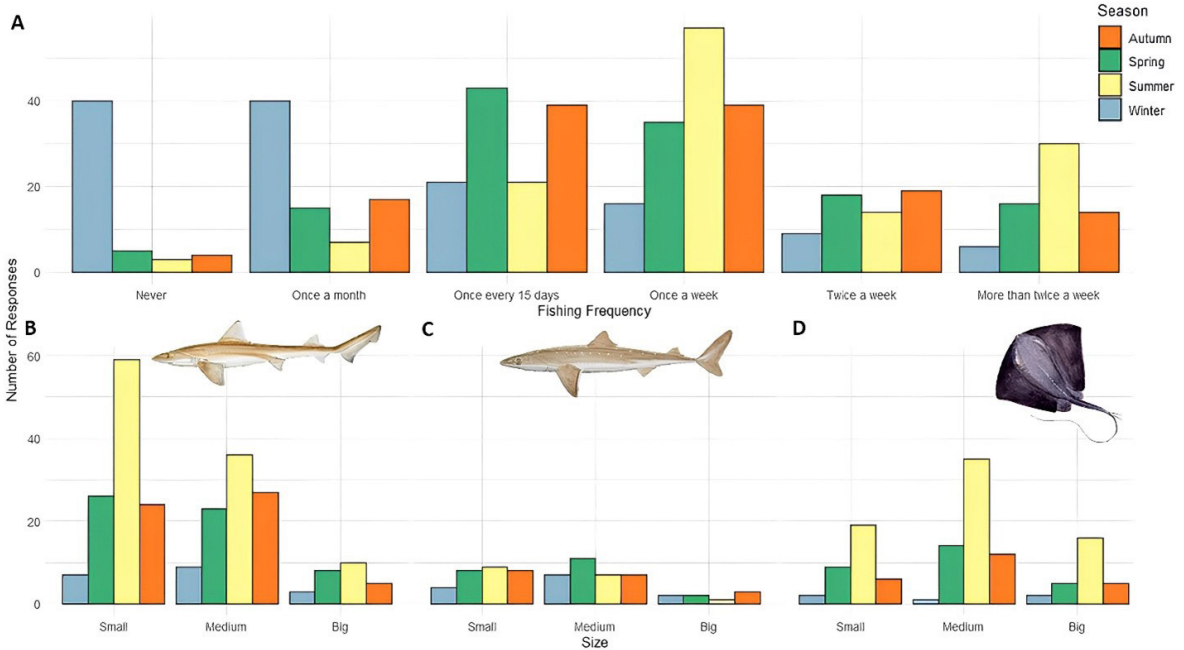 A
Season
Autumn
Spring
Summer
Winter
40
20
0
Never
Once a month
Once every 15 days
Once a week
Twice a week
More than twice a week
Fishing Frequency
Number of Responses
B
C
D
60
40
20
0
Small
Medium
Big
Small
Medium
Big
Small
Medium
Big
Size